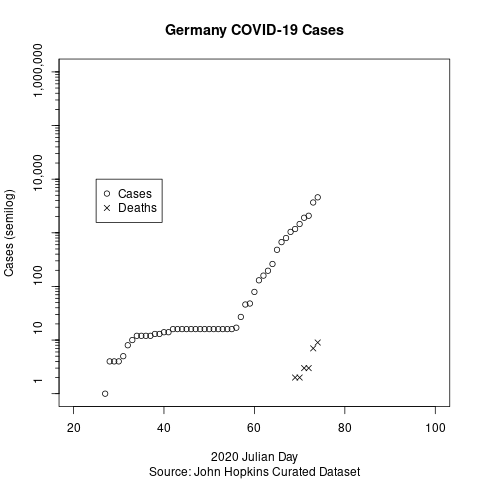 Germany COVID-19 Cases
Cases (semilog)
1,000,000
10,000
100
10
1
Cases
Deaths
20 40 60 80 100
2020 Julian Day
Source: John Hopkins Curated Dataset